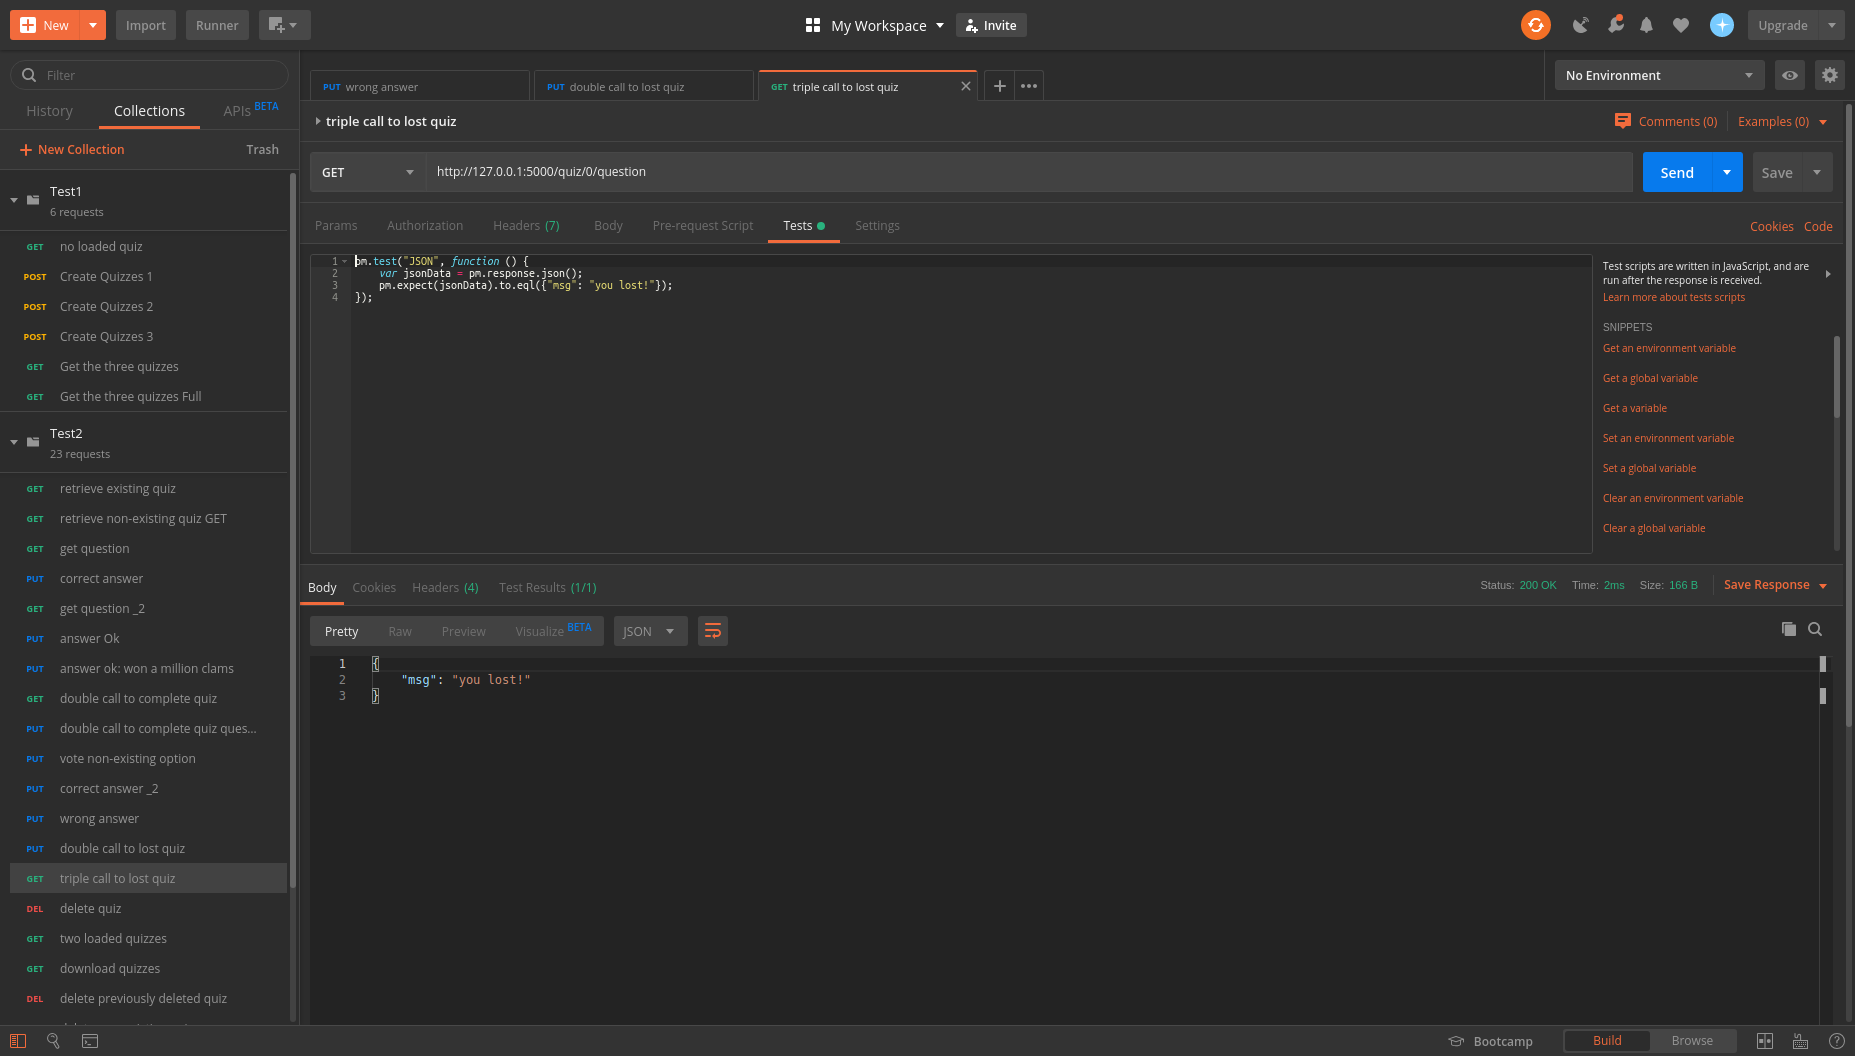 New
Import
Runner
My Workspace
Invite
Upgrade
Filter
History
Collections
APIs BETA
New Collection
Trash
Test1
6 requests
GET no loaded quiz
POST Create Quizzes 1
POST Create Quizzes 2
POST Create Quizzes 3
GET Get the three quizzes
GET Get the three quizzes Full
Test2
23 requests
GET retrieve existing quiz
GET retrieve non-existing quiz GET
GET get question
PUT correct answer
GET get question _2
PUT answer Ok
PUT answer ok: won a million clams
GET double call to complete quiz
PUT double call to complete quiz ques...
PUT vote non-existing option
PUT correct answer _2
PUT wrong answer
PUT double call to lost quiz
GET triple call to lost quiz
DEL delete quiz
GET two loaded quizzes
GET download quizzes
DEL delete previously deleted quiz
PUT wrong answer
PUT double call to lost quiz
GET triple call to lost quiz
No Environment
triple call to lost quiz
Comments (0)
Examples (0)
GET
http://127.0.0.1:5000/quiz/0/question
Send
Save
Params
Authorization
Headers (7)
Body
Pre-request Script
Tests
Settings
Cookies
Code
1 pm.test("JSON", function () {
2 var jsonData = pm.response.json();
3 pm.expect(jsonData).to.eql({"msg": "you lost!"});
4 });
Test scripts are written in JavaScript, and are
run after the response is received.
Learn more about tests scripts
SNIPPETS
Get an environment variable
Get a global variable
Get a variable
Set an environment variable
Set a global variable
Clear an environment variable
Clear a global variable
Body
Cookies
Headers (4)
Test Results (1/1)
Status: 200 OK
Time: 2ms
Size: 166 B
Save Response
Pretty
Raw
Preview
Visualize BETA
JSON
1 {
2 "msg": "you lost!"
3 }
Bootcamp
Build
Browse